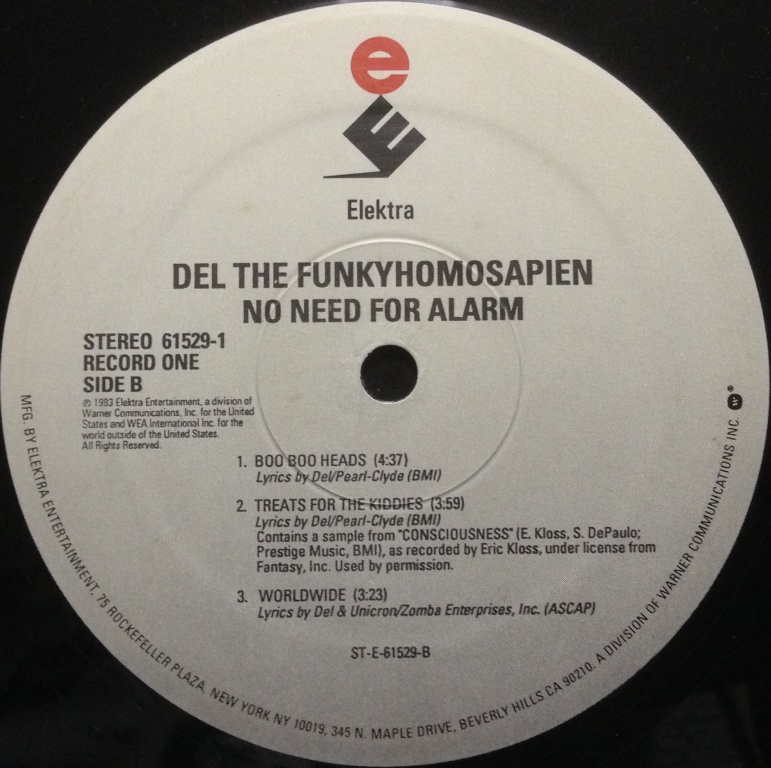 e
E
Elektra
DEL THE FUNKYHOMOSAPIEN
NO NEED FOR ALARM
STEREO 61529-1
RECORD ONE
SIDE B
℗ 1993 Elektra Entertainment, a division of
Warner Communications, Inc. for the United
States and WEA International Inc. for the
world outside of the United States.
All Rights Reserved.
1. BOO BOO HEADS (4:37)
Lyrics by Del/Pearl-Clyde (BMI)
2. TREATS FOR THE KIDDIES (3:59)
Lyrics by Del/Pearl-Clyde (BMI)
Contains a sample from "CONSCIOUSNESS" (E. Kloss, S. DePaulo;
Prestige Music, BMI), as recorded by Eric Kloss, under license from
Fantasy, Inc. Used by permission.
3. WORLDWIDE (3:23)
Lyrics by Del & Unicron/Zomba Enterprises, Inc. (ASCAP)
ST-E-61529-B
MFG. BY ELEKTRA ENTERTAINMENT, 75 ROCKEFELLER PLAZA, NEW YORK NY 10019, 345 N. MAPLE DRIVE, BEVERLY HILLS CA 90210. A DIVISION OF WARNER COMMUNICATIONS INC. W ®